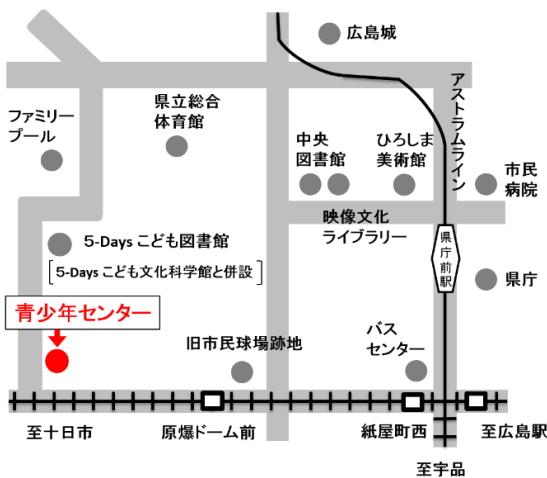 広島城
アストラムライン
ファミリー
プール
県立総合
体育館
中央
図書館
ひろしま
美術館
市民
病院
映像文化
ライブラリー
5-Days こども図書館
[5-Days こども文化科学館と併設]
県庁前駅
県庁
青少年センター
旧市民球場跡地
バス
センター
至十日市
原爆ドーム前
紙屋町西
至広島駅
至宇品